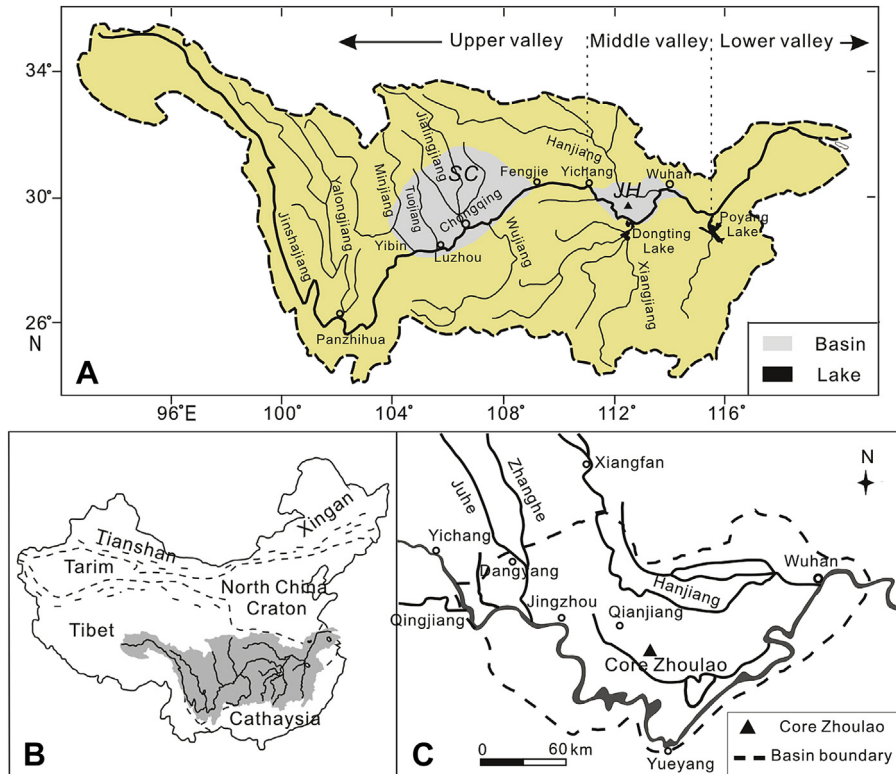 Upper valley
Middle valley
Lower valley
34°
30°
26°
N
Jinshajiang
Yalongjiang
Minjiang
Tuojiang
Jialingjiang
SC
Chongqing
Fengjie
Yichang
Hanjiang
JH
Wuhan
Yibin
Luzhou
Wujiang
Dongting
Lake
Poyang
Lake
Xiangjiang
Panzhihua
Basin
Lake
A
96°E
100°
104°
108°
112°
116°
Tianshan
Xingan
Tarim
North China
Craton
Tibet
Cathaysia
B
Xiangfan
N
Juhe
Zhanghe
Yichang
Dangyang
Wuhan
Hanjiang
Jingzhou
Qianjiang
Qingjiang
Core Zhoulao
C
0
60 km
Yueyang
Core Zhoulao
Basin boundary